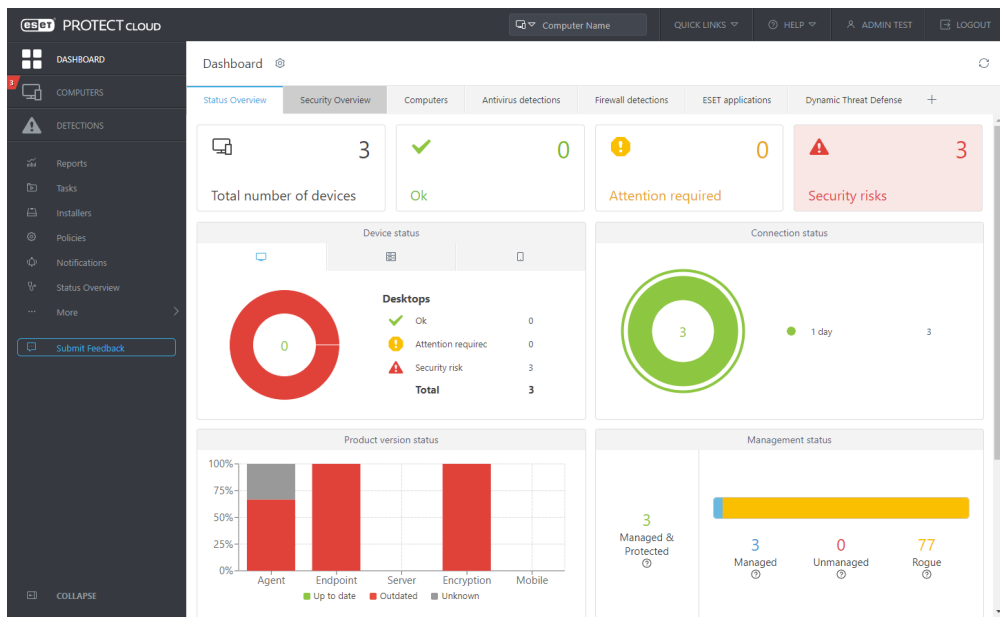 eset PROTECT CLOUD
Computer Name
QUICK LINKS
HELP
ADMIN TEST
LOGOUT
DASHBOARD
3
COMPUTERS
DETECTIONS
Reports
Tasks
Installers
Policies
Notifications
Status Overview
More
Submit Feedback
COLLAPSE
Dashboard
Status Overview Security Overview Computers Antivirus detections Firewall detections ESET applications Dynamic Threat Defense +
3
Total number of devices
0
Ok
0
Attention required
3
Security risks
Device status
0
Desktops
Ok 0
Attention requirec 0
Security risk 3
Total 3
Connection status
3
1 day 3
Product version status
100%
75%
50%
25%
0%
Agent Endpoint Server Encryption Mobile
Up to date Outdated Unknown
Management status
3
Managed &
Protected
3 0 77
Managed Unmanaged Rogue